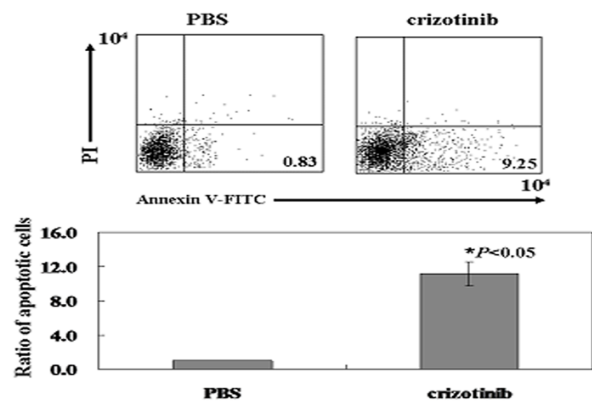 PBS crizotinib
10⁴
PI
0.83 9.25
10⁴
Annexin V-FITC
16.0
12.0
8.0
4.0
0.0
Ratio of apoptotic cells
*P<0.05
PBS crizotinib